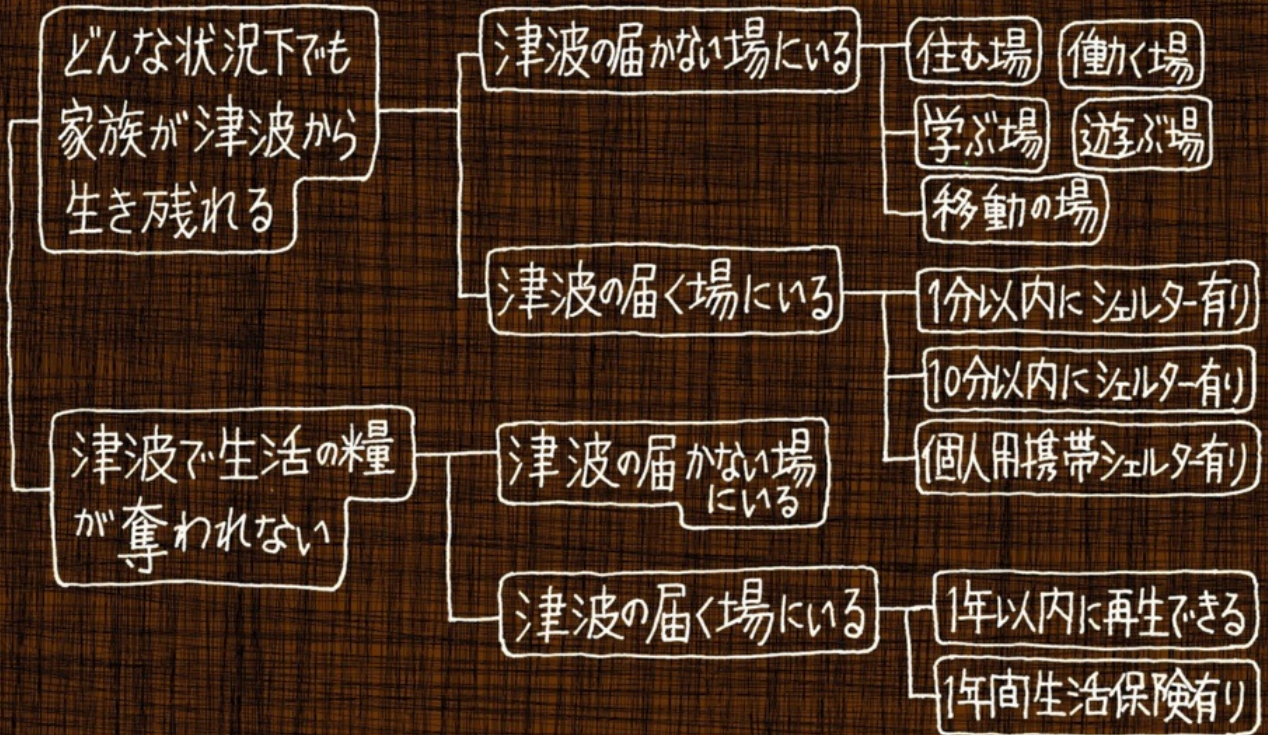 どんな状況下でも
家族が津波から
生き残れる
津波の届かない場にいる
住む場
働く場
学ぶ場
遊ぶ場
移動の場
津波の届く場にいる
1分以内にシェルター有り
10分以内にシェルター有り
個人用携帯シェルター有り
津波で生活の糧
が奪われない
津波の届かない場
にいる
津波の届く場にいる
1年以内に再生できる
1年間生活保険有り